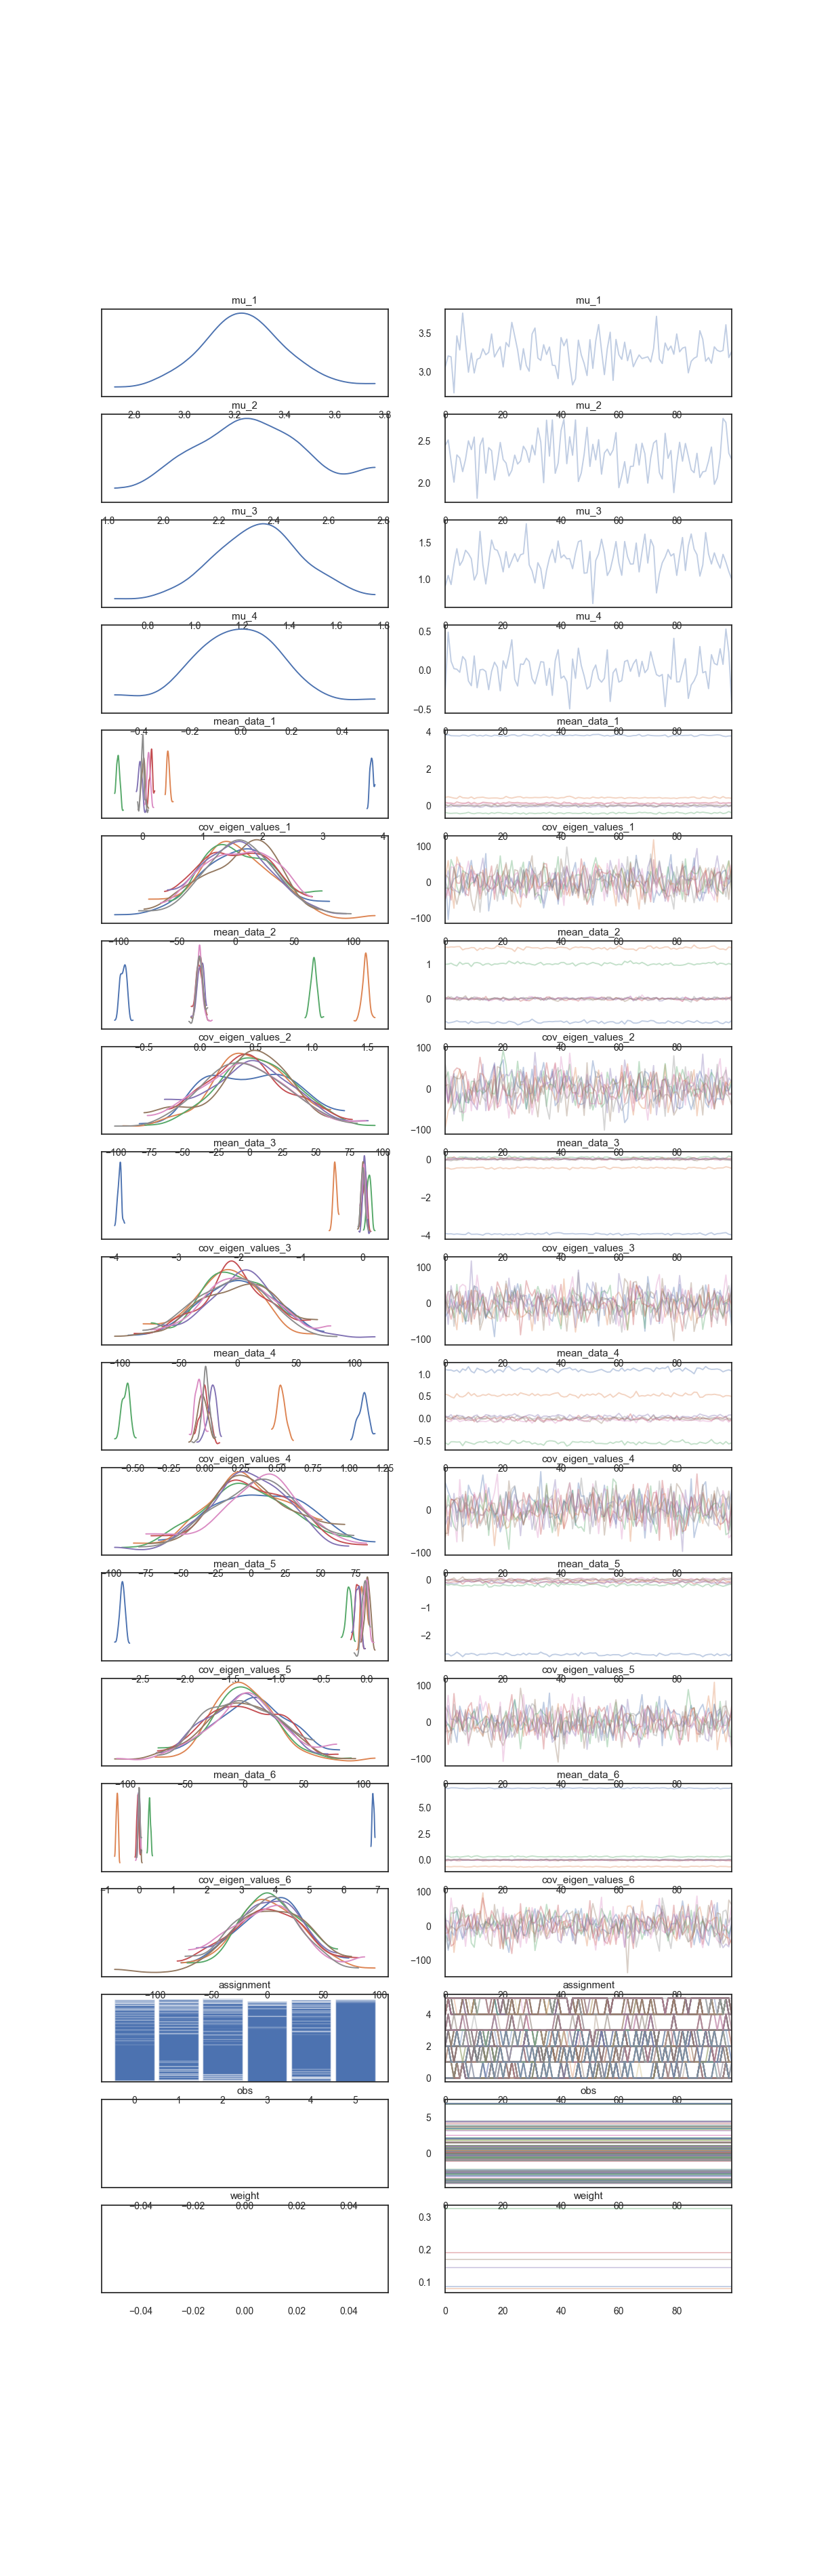 mu_1 mu_1
3.5
3.0
mu_2 mu_2
2.8 3.0 3.2 3.4 3.6 3.8 0 20 40 60 80
2.5
2.0
mu_3 mu_3
1.8 2.0 2.2 2.4 2.6 2.8 0 20 40 60 80
1.5
1.0
mu_4 mu_4
0.8 1.0 1.2 1.4 1.6 1.8 0 20 40 60 80
0.5
0.0
−0.5
mean_data_1 mean_data_1
−0.4 −0.2 0.0 0.2 0.4 0 20 40 60 80
4
2
0
cov_eigen_values_1 cov_eigen_values_1
0 1 2 3 4 0 20 40 60 80
100
0
−100
mean_data_2 mean_data_2
−100 −50 0 50 100 0 20 40 60 80
1
0
cov_eigen_values_2 cov_eigen_values_2
−0.5 0.0 0.5 1.0 1.5 0 20 40 60 80
100
0
−100
mean_data_3 mean_data_3
−100 −75 −50 −25 0 25 50 75 100 0 20 40 60 80
0
−2
−4
cov_eigen_values_3 cov_eigen_values_3
−4 −3 −2 −1 0 0 20 40 60 80
100
0
−100
mean_data_4 mean_data_4
−100 −50 0 50 100 0 20 40 60 80
1.0
0.5
0.0
−0.5
cov_eigen_values_4 cov_eigen_values_4
−0.50 −0.25 0.00 0.25 0.50 0.75 1.00 1.25 0 20 40 60 80
0
−100
mean_data_5 mean_data_5
−100 −75 −50 −25 0 25 50 75 0 20 40 60 80
0
−1
−2
cov_eigen_values_5 cov_eigen_values_5
−2.5 −2.0 −1.5 −1.0 −0.5 0.0 0 20 40 60 80
100
0
−100
mean_data_6 mean_data_6
−100 −50 0 50 100 0 20 40 60 80
5.0
2.5
0.0
cov_eigen_values_6 cov_eigen_values_6
−1 0 1 2 3 4 5 6 7 0 20 40 60 80
100
0
−100
assignment assignment
−100 −50 0 50 100 0 20 40 60 80
4
2
0
obs obs
0 1 2 3 4 5 0 20 40 60 80
5
0
weight weight
−0.04 −0.02 0.00 0.02 0.04 0 20 40 60 80
0.3
0.2
0.1
−0.04 −0.02 0.00 0.02 0.04 0 20 40 60 80